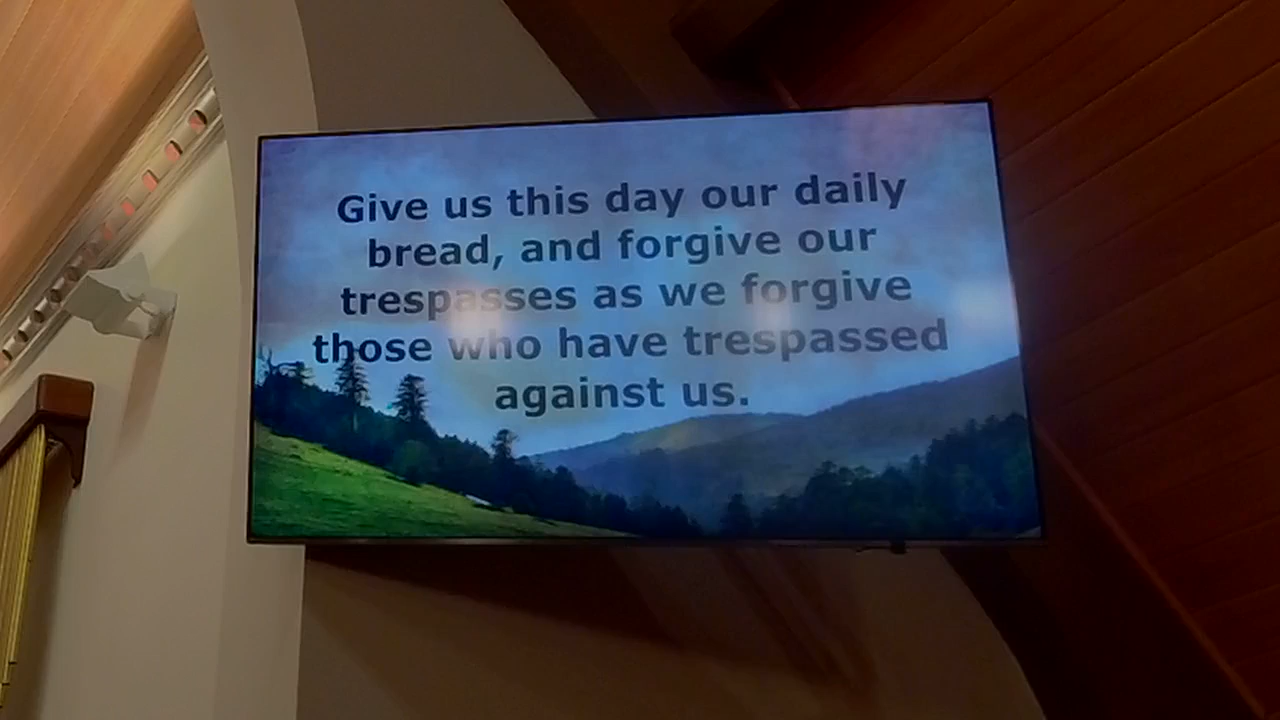 Give us this day our daily
bread, and forgive our
trespasses as we forgive
those who have trespassed
against us.